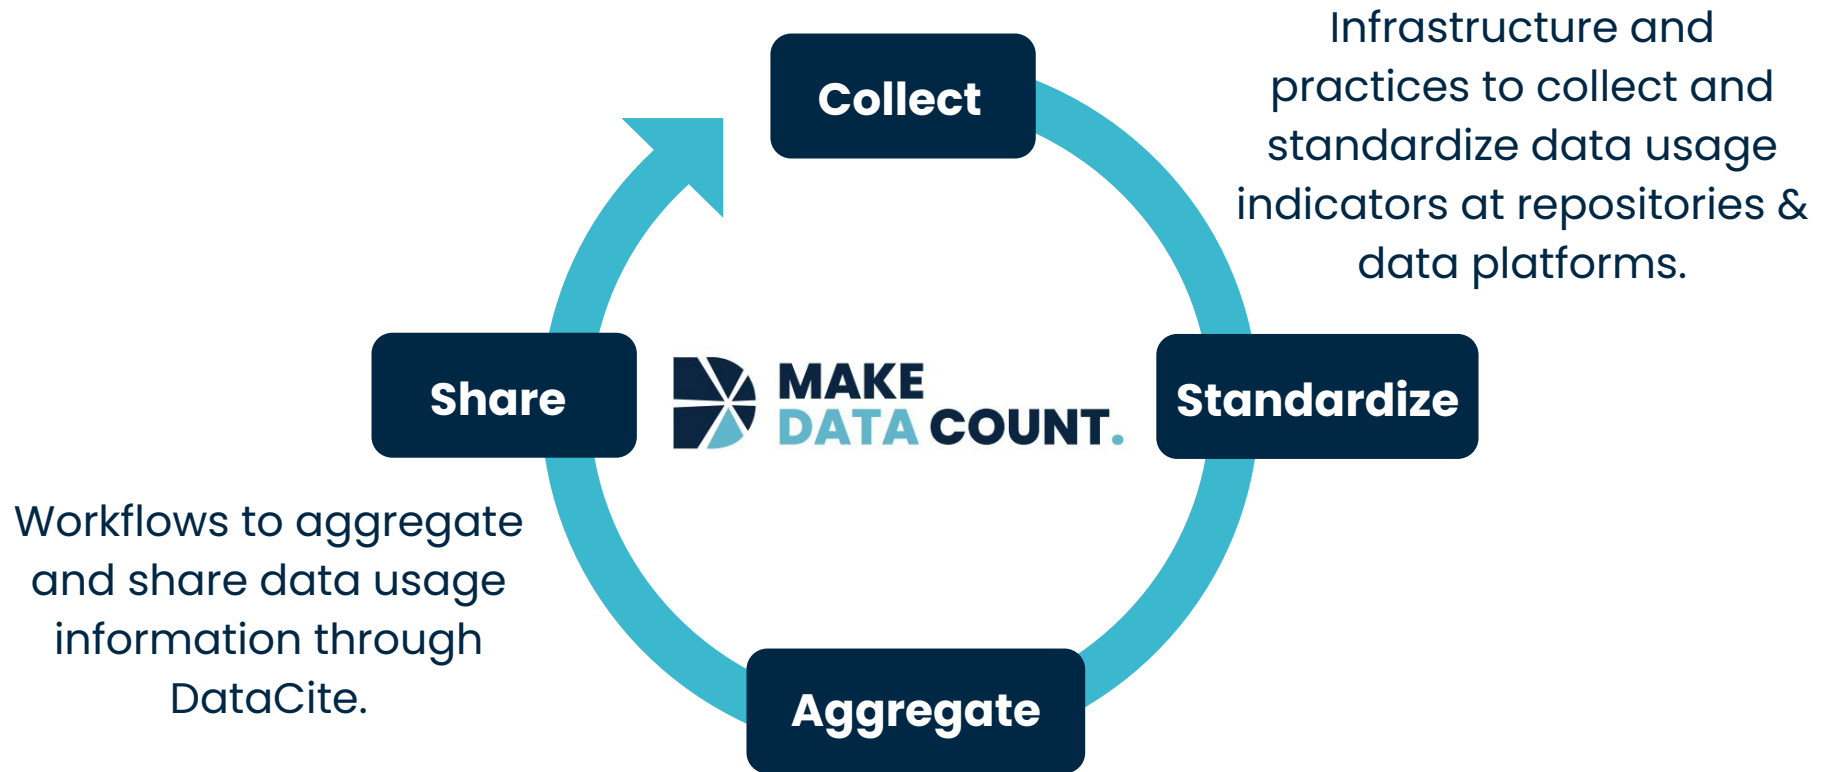 Collect
Infrastructure and
practices to collect and
standardize data usage
indicators at repositories &
data platforms.
Share
MAKE
DATA COUNT.
Standardize
Workflows to aggregate
and share data usage
information through
DataCite.
Aggregate